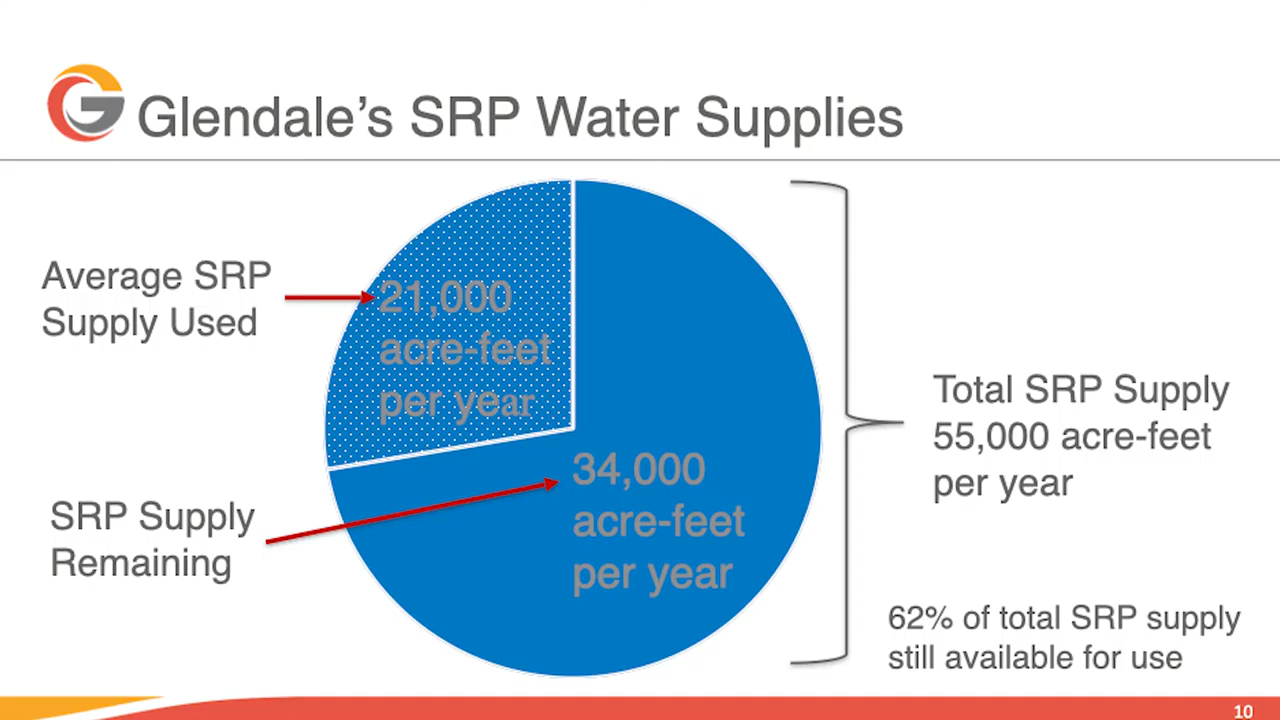 Glendale's SRP Water Supplies
Average SRP
Supply Used
21,000
acre-feet
per year
SRP Supply
Remaining
34,000
acre-feet
per year
Total SRP Supply
55,000 acre-feet
per year
62% of total SRP supply
still available for use
10